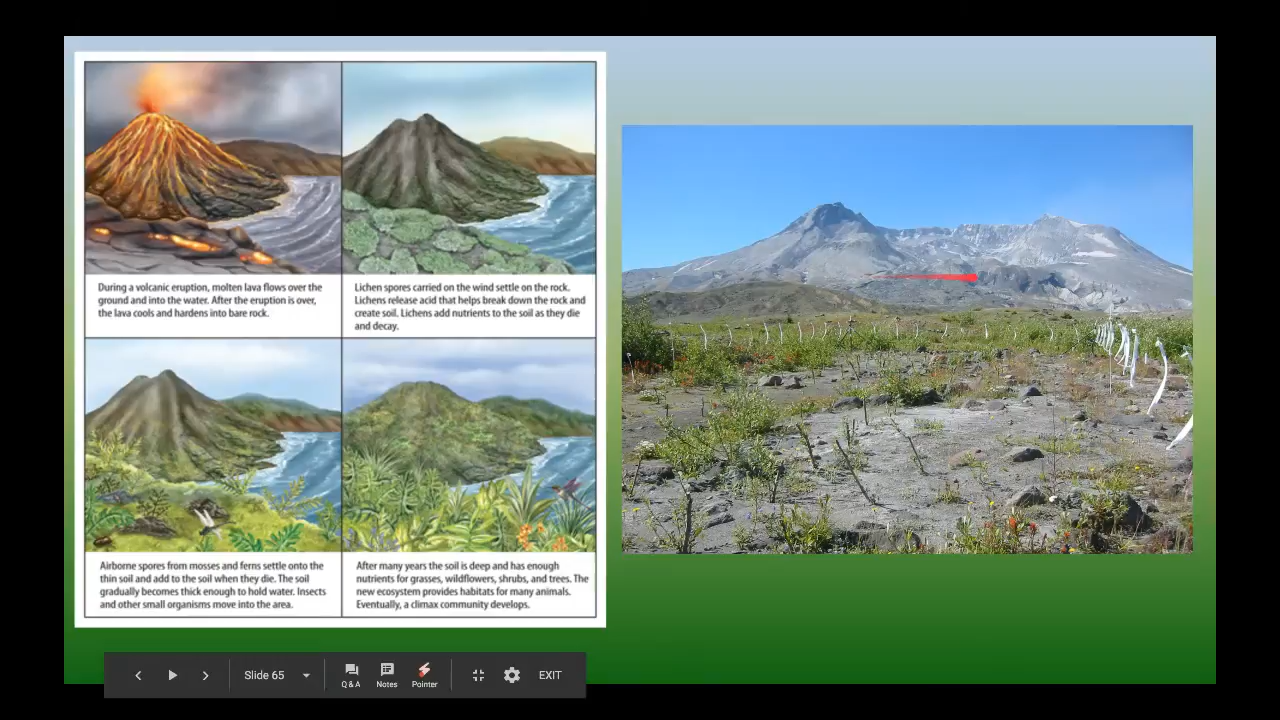 During a volcanic eruption, molten lava flows over the
ground and into the water. After the eruption is over,
the lava cools and hardens into bare rock.
Lichen spores carried on the wind settle on the rock.
Lichens release acid that helps break down the rock and
create soil. Lichens add nutrients to the soil as they die
and decay.
Airborne spores from mosses and ferns settle onto the
thin soil and add to the soil when they die. The soil
gradually becomes thick enough to hold water. Insects
and other small organisms move into the area.
After many years the soil is deep and has enough
nutrients for grasses, wildflowers, shrubs, and trees. The
new ecosystem provides habitats for many animals.
Eventually, a climax community develops.
Slide 65
Q & A
Notes
Pointer
EXIT